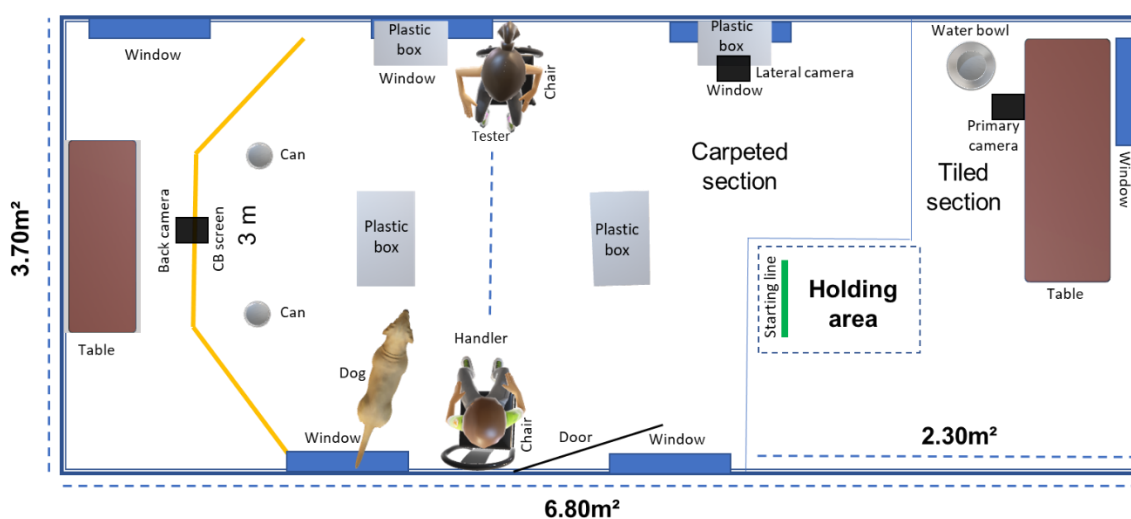 Window
Plastic
box
Window
Chair
Tester
Plastic
box
Lateral camera
Window
Water bowl
Primary
camera
Window
Carpeted
section
Tiled
section
Can
3.70m²
Back camera
CB screen
3 m
Plastic
box
Plastic
box
Starting line
Holding
area
Table
Can
Table
Handler
Dog
Window
Chair
Door
Window
2.30m²
6.80m²